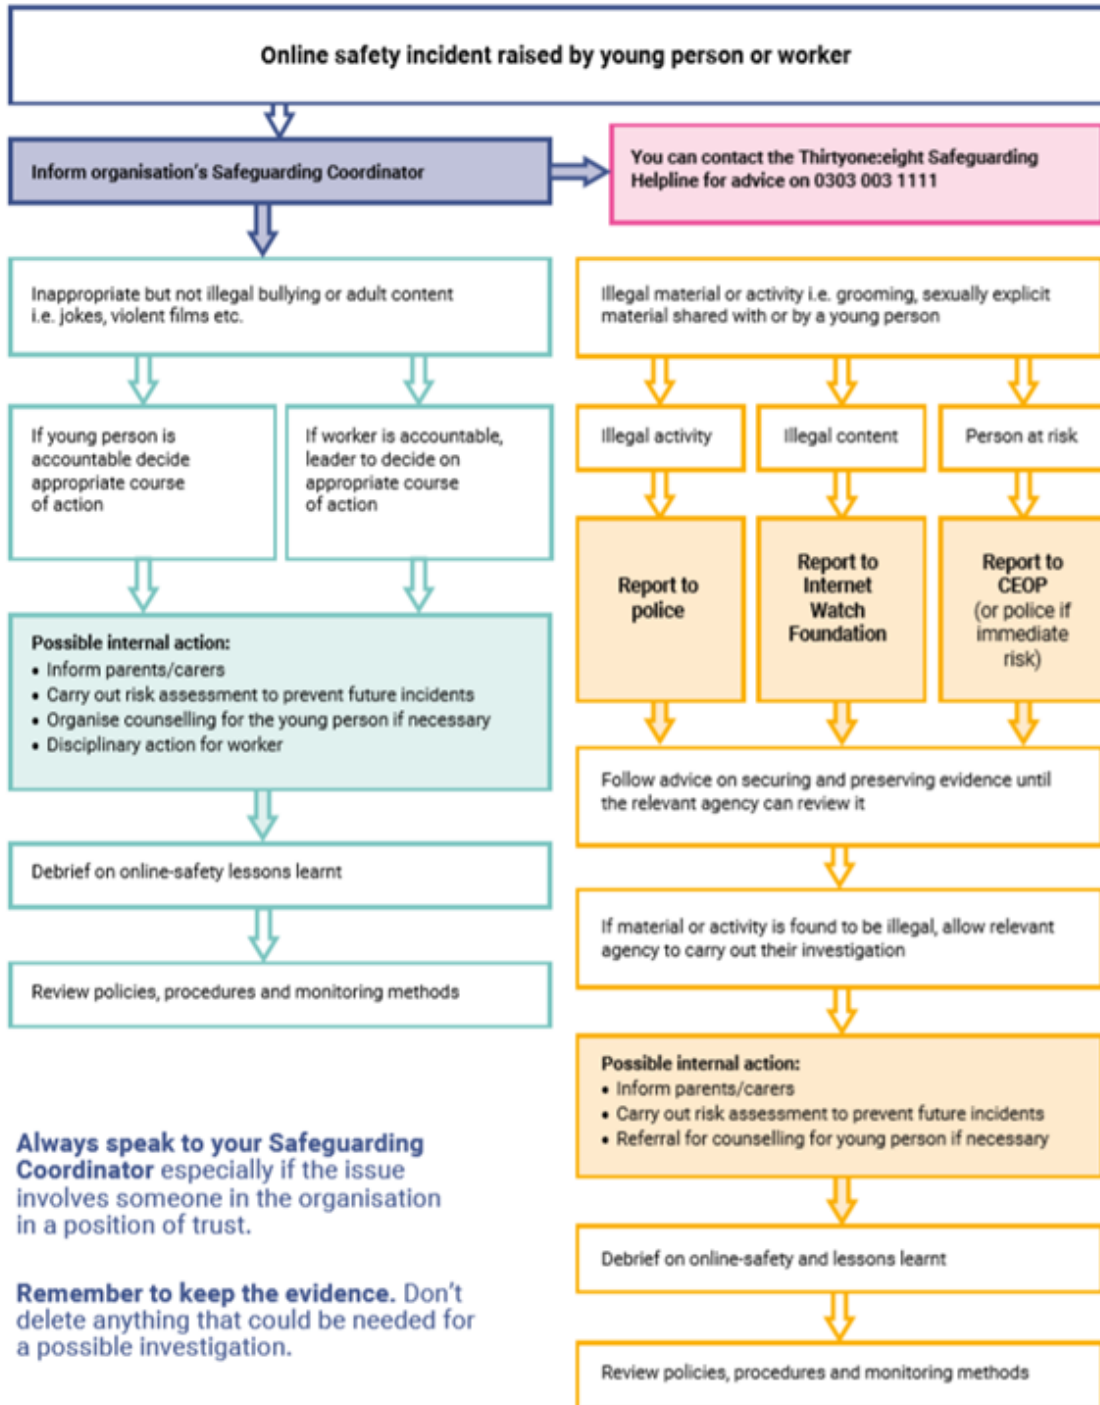 Online safety incident raised by young person or worker
Inform organisation's Safeguarding Coordinator
You can contact the Thirtyone:eight Safeguarding
Helpline for advice on 0303 003 1111
Inappropriate but not illegal bullying or adult content
i.e. jokes, violent films etc.
If young person is
accountable decide
appropriate course
of action
If worker is accountable,
leader to decide on
appropriate course
of action
Possible internal action:
• Inform parents/carers
• Carry out risk assessment to prevent future incidents
• Organise counselling for the young person if necessary
• Disciplinary action for worker
Debrief on online-safety lessons learnt
Review policies, procedures and monitoring methods
Illegal material or activity i.e. grooming, sexually explicit
material shared with or by a young person
Illegal activity
Illegal content
Person at risk
Report to
police
Report to
Internet
Watch
Foundation
Report to
CEOP
(or police if
immediate
risk)
Follow advice on securing and preserving evidence until
the relevant agency can review it
If material or activity is found to be illegal, allow relevant
agency to carry out their investigation
Possible internal action:
• Inform parents/carers
• Carry out risk assessment to prevent future incidents
• Referral for counselling for young person if necessary
Debrief on online-safety and lessons learnt
Review policies, procedures and monitoring methods
Always speak to your Safeguarding
Coordinator especially if the issue
involves someone in the organisation
in a position of trust.
Remember to keep the evidence. Don't
delete anything that could be needed for
a possible investigation.